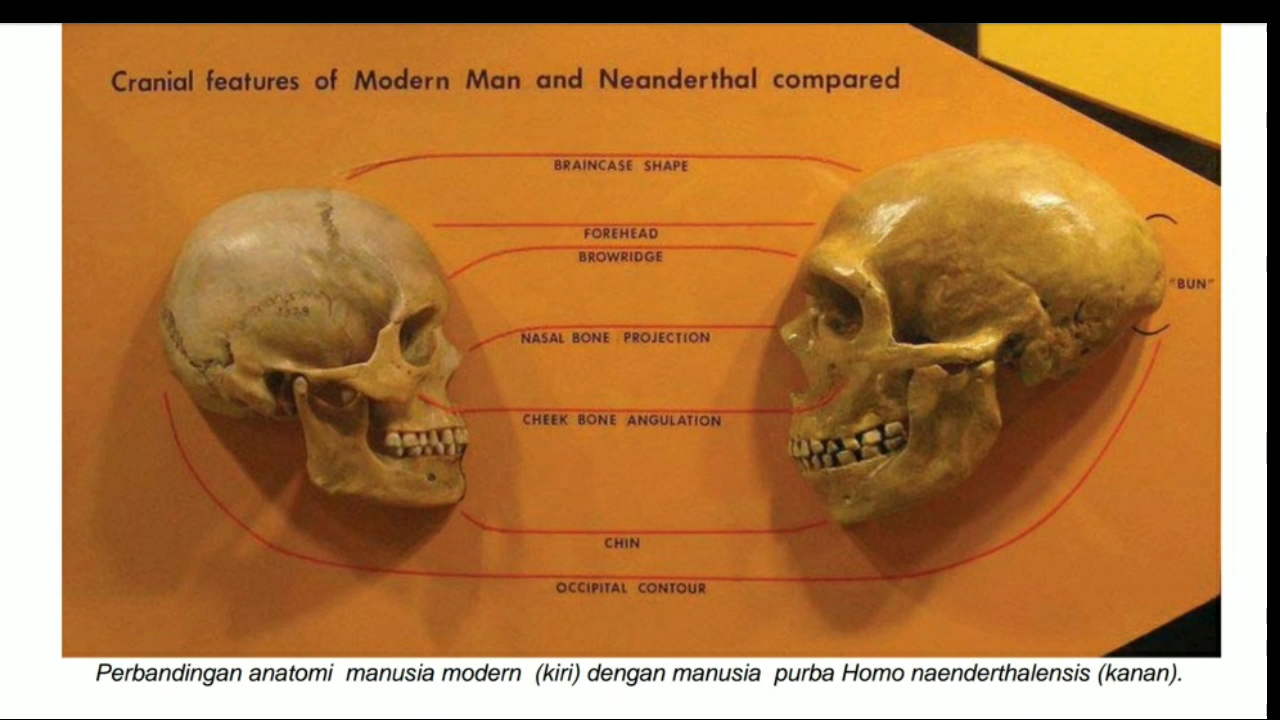 Cranial features of Modern Man and Neanderthal compared
BRAINCASE SHAPE
FOREHEAD
BROWRIDGE
"BUN"
NASAL BONE PROJECTION
CHEEK BONE ANGULATION
CHIN
OCCIPITAL CONTOUR
Perbandingan anatomi manusia modern (kiri) dengan manusia purba Homo naenderthalensis (kanan).